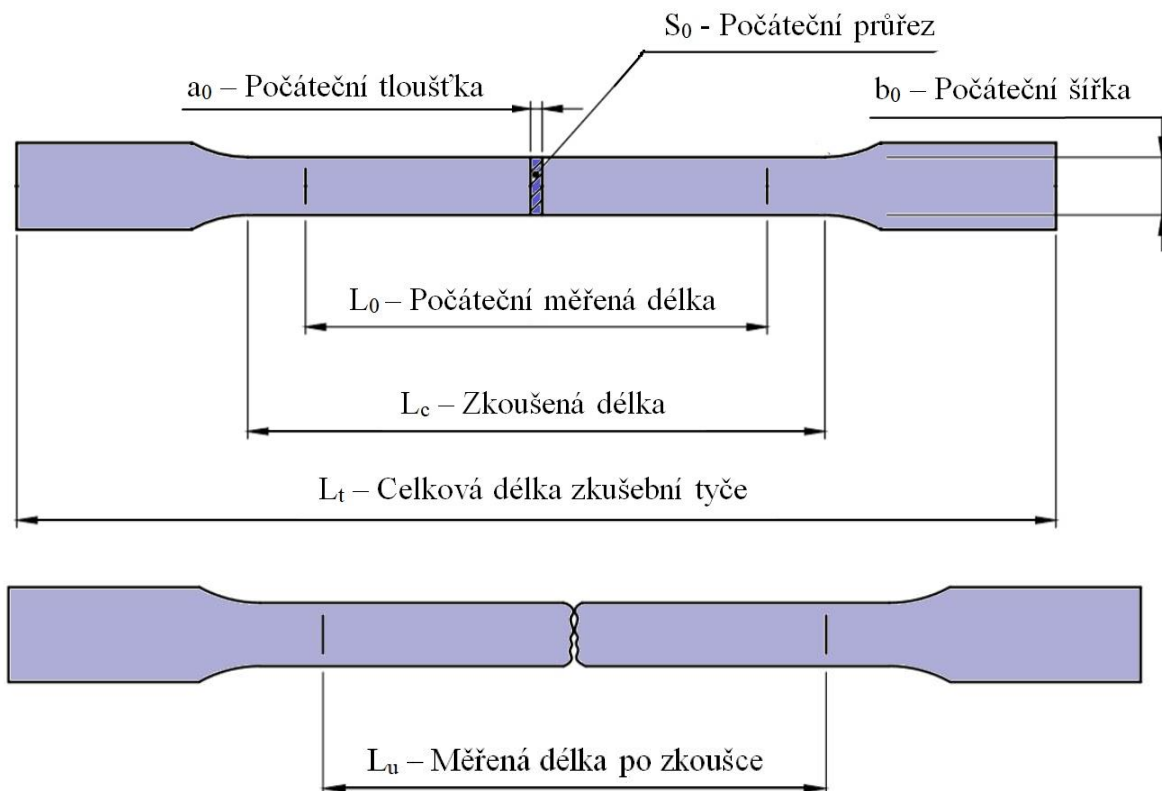 S₀ - Počáteční průřez
a₀ – Počáteční tloušťka
b₀ – Počáteční šířka
L₀ – Počáteční měřená délka
L꜀ – Zkoušená délka
Lₜ – Celková délka zkušební tyče
Lᵤ – Měřená délka po zkoušce